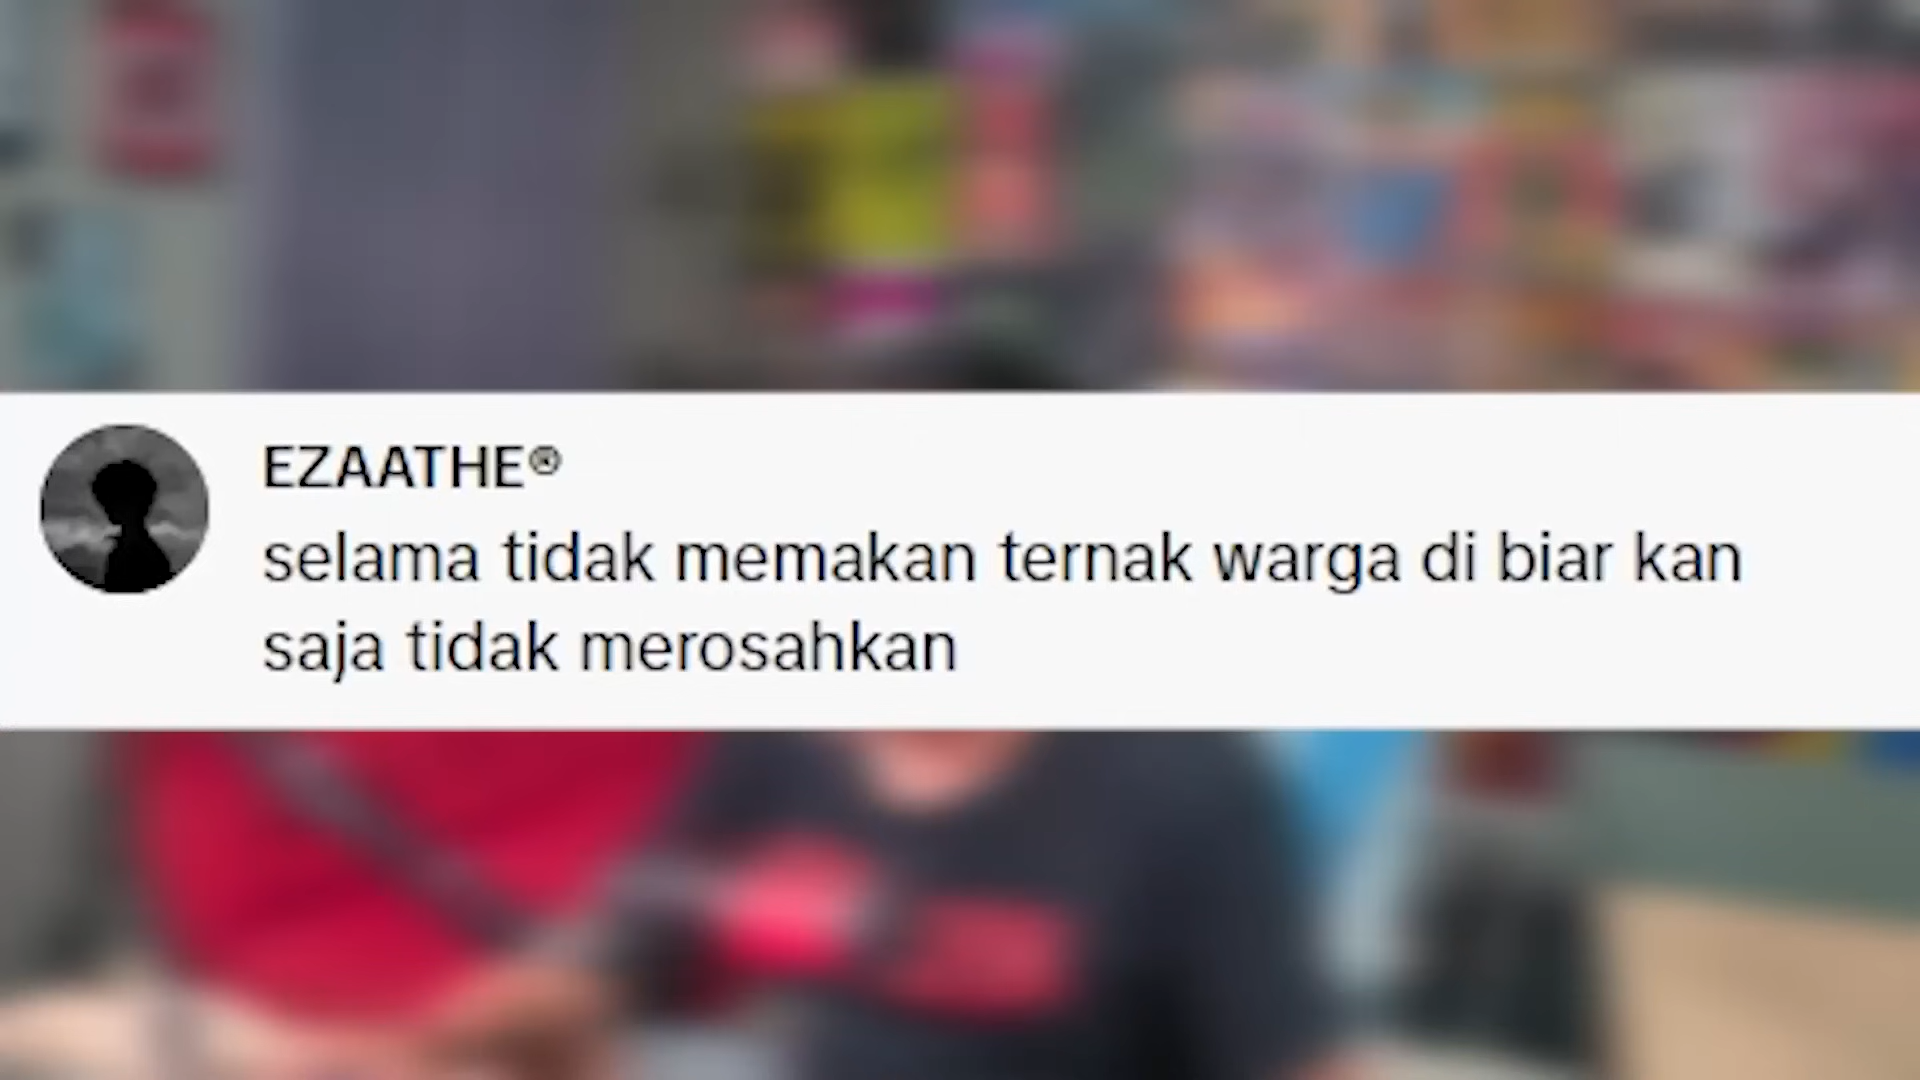 EZAATHE®
selama tidak memakan ternak warga di biar kan
saja tidak merosahkan